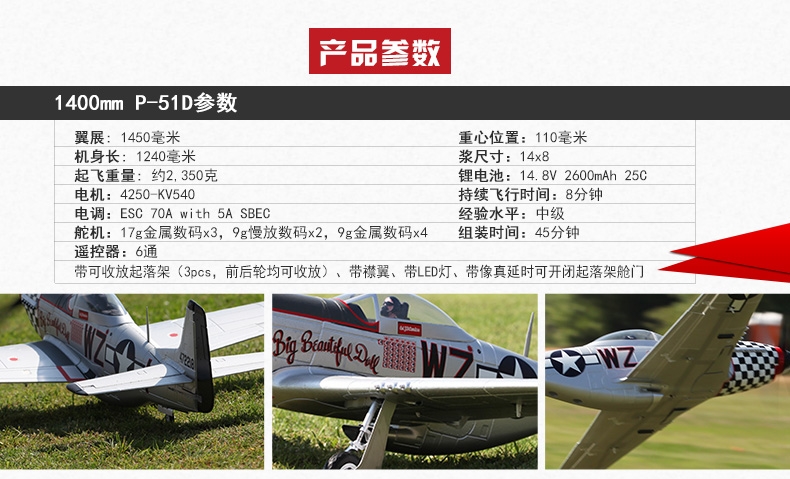 产品参数
1400mm P-51D参数
翼展: 1450毫米
重心位置: 110毫米
机身长: 1240毫米
浆尺寸: 14x8
起飞重量: 约2,350克
锂电池: 14.8V 2600mAh 25C
电机: 4250-KV540
持续飞行时间: 8分钟
电调: ESC 70A with 5A SBEC
经验水平: 中级
舵机: 17g金属数码x3, 9g慢放数码x2, 9g金属数码x4
组装时间: 45分钟
遥控器: 6通
带可收放起落架（3pcs, 前后轮均可收放）、带襟翼、带LED灯、带像真延时可开闭起落架舱门
Big Beautiful Doll
WZ
Big Beautiful Doll
WZ
WZ